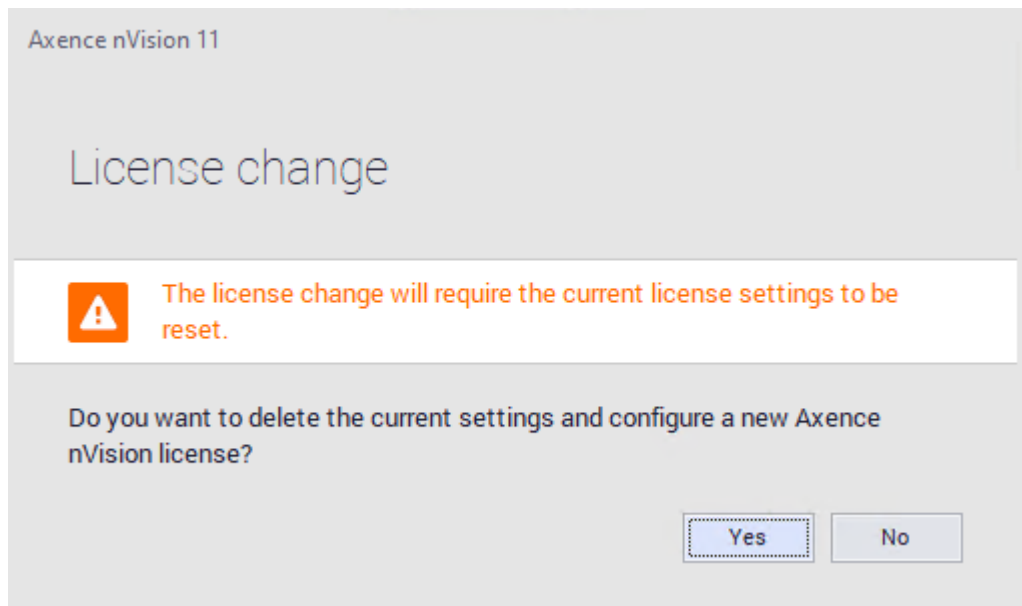 Axence nVision 11
License change
The license change will require the current license settings to be
reset.
Do you want to delete the current settings and configure a new Axence
nVision license?
Yes
No